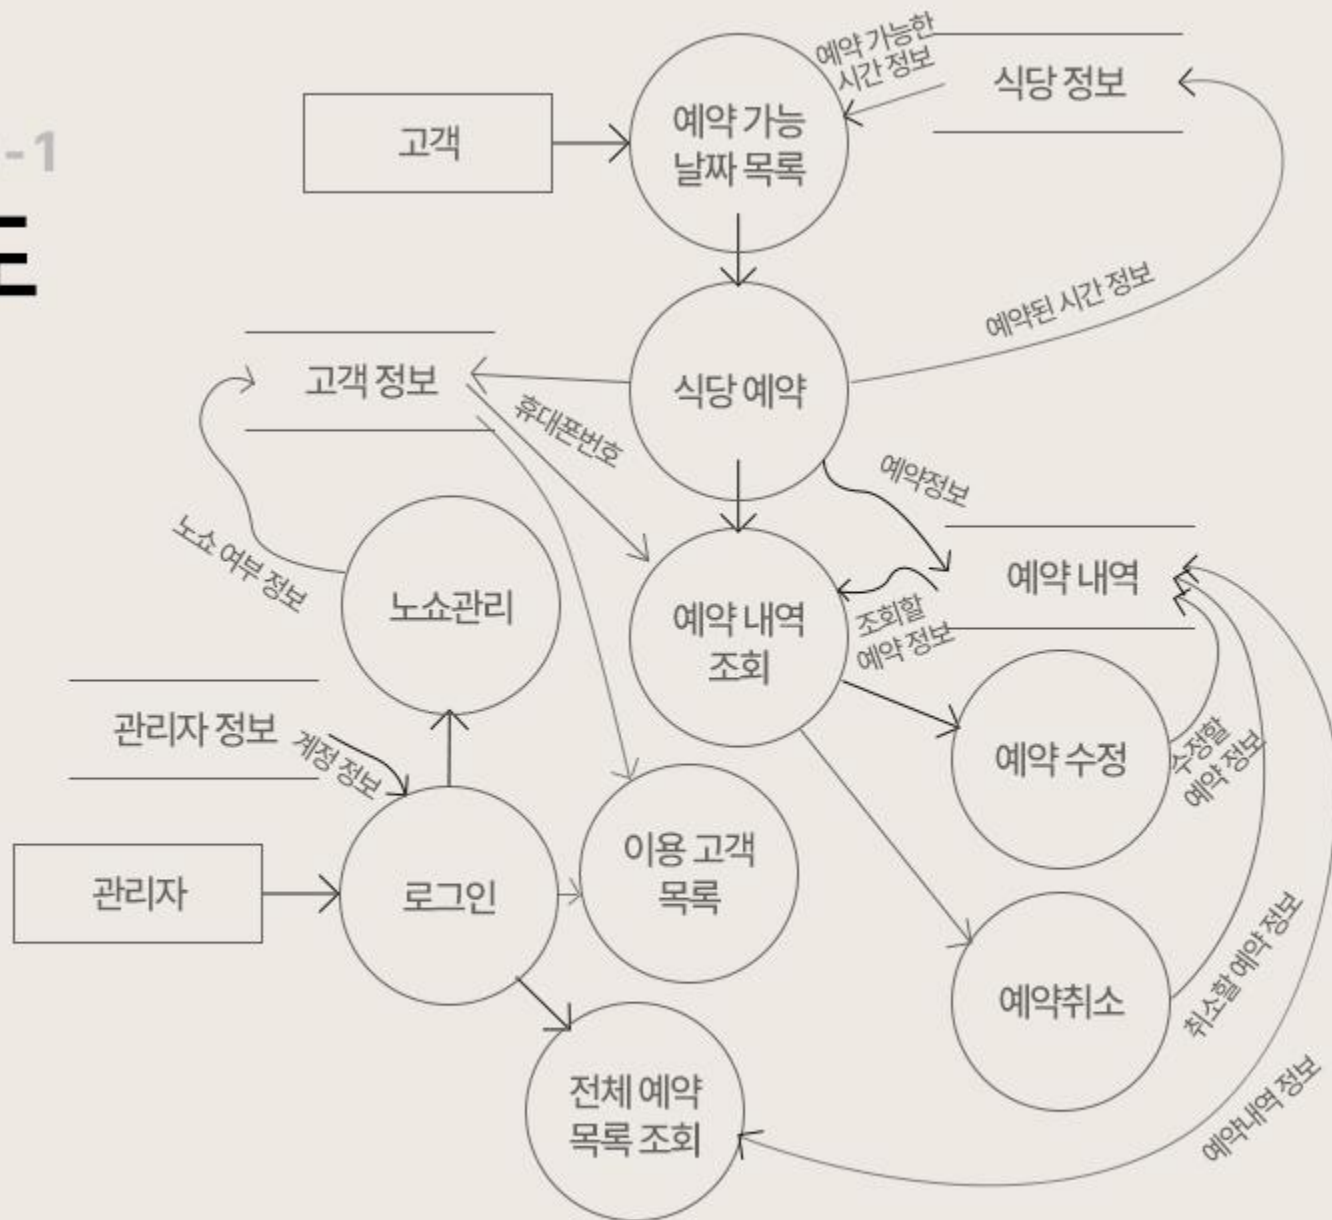 -1
E
고객
예약 가능
날짜 목록
예약 가능한
시간 정보
식당 정보
예약된 시간 정보
고객 정보
식당 예약
휴대폰번호
예약정보
노쇼 여부 정보
노쇼관리
예약 내역
조회
조회할
예약 정보
예약 내역
관리자 정보
계정 정보
예약 수정
수정할
예약 정보
관리자
로그인
이용 고객
목록
예약취소
취소할 예약 정보
전체 예약
목록 조회
예약내역 정보